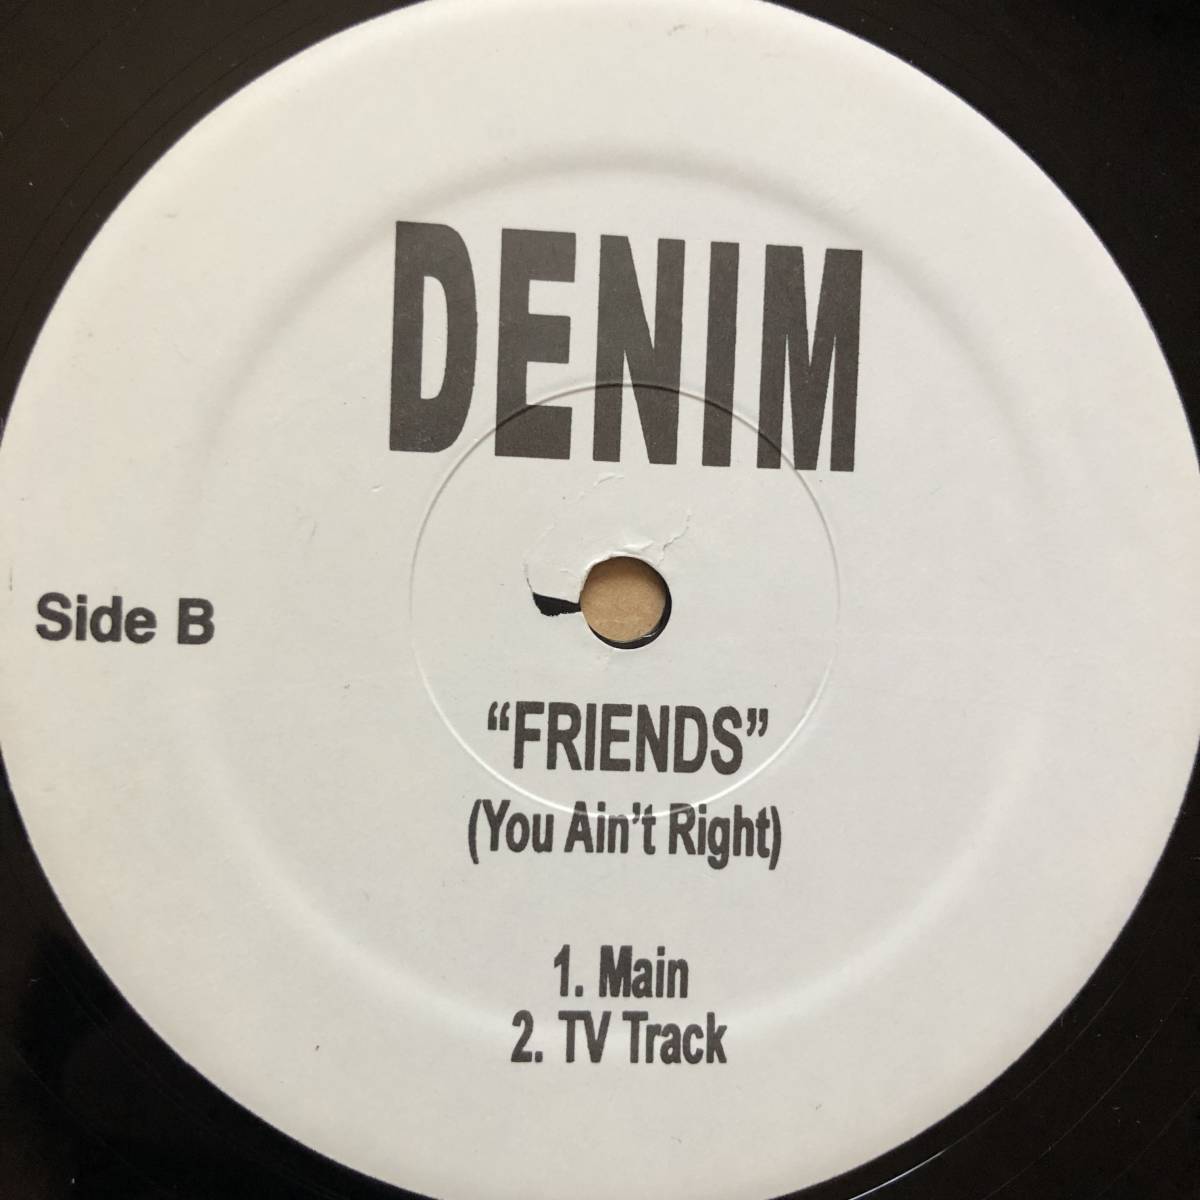 DENIM
Side B
“FRIENDS”
(You Ain't Right)
1. Main
2. TV Track